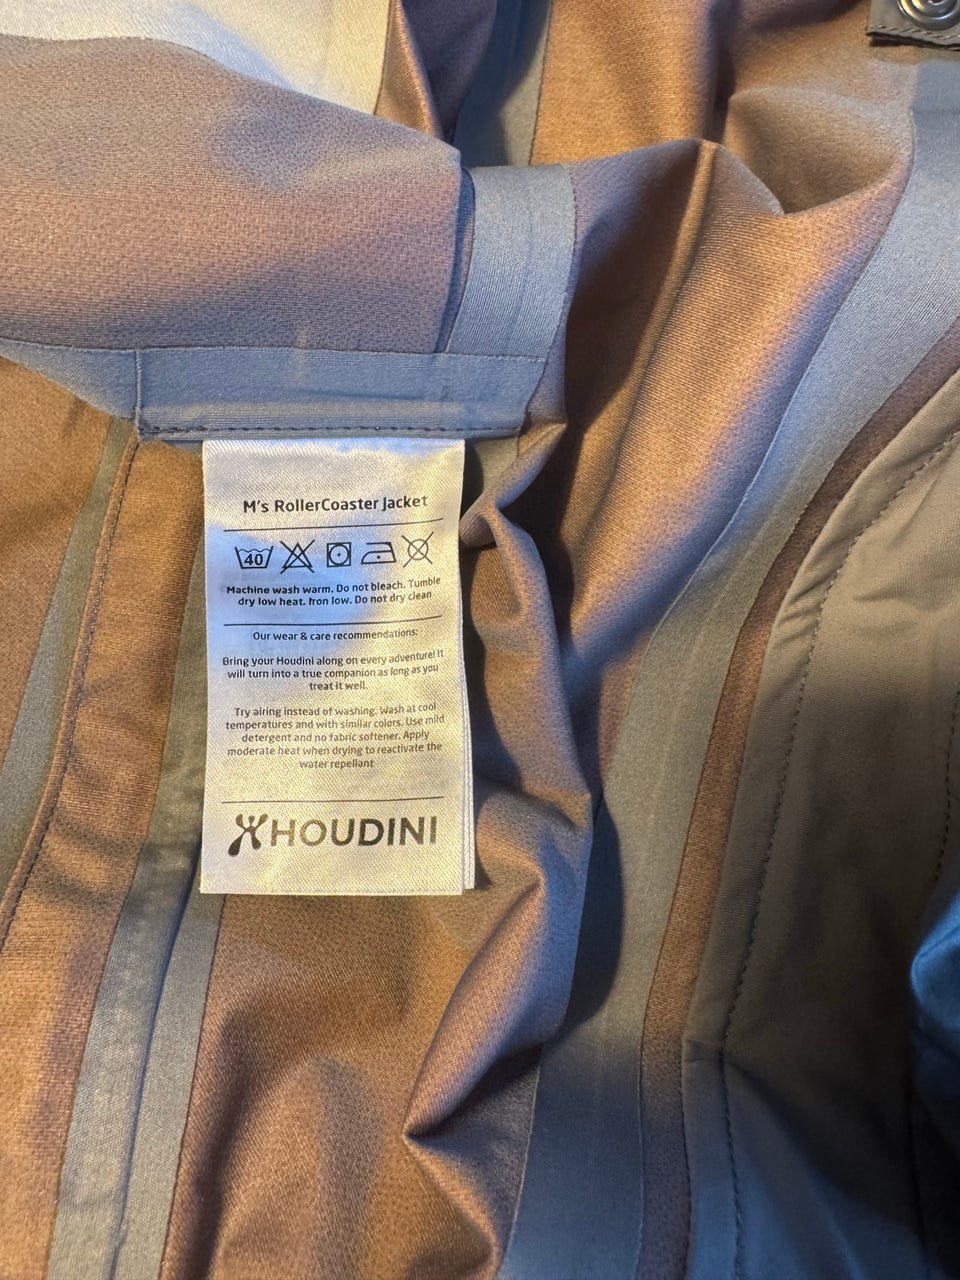 M's RollerCoaster Jacket
40
Machine wash warm. Do not bleach. Tumble
dry low heat. Iron low. Do not dry clean
Our wear & care recommendations:
Bring your Houdini along on every adventure! It
will turn into a true companion as long as you
treat it well.
Try airing instead of washing. Wash at cool
temperatures and with similar colors. Use mild
detergent and no fabric softener. Apply
moderate heat when drying to reactivate the
water repellant
HOUDINI